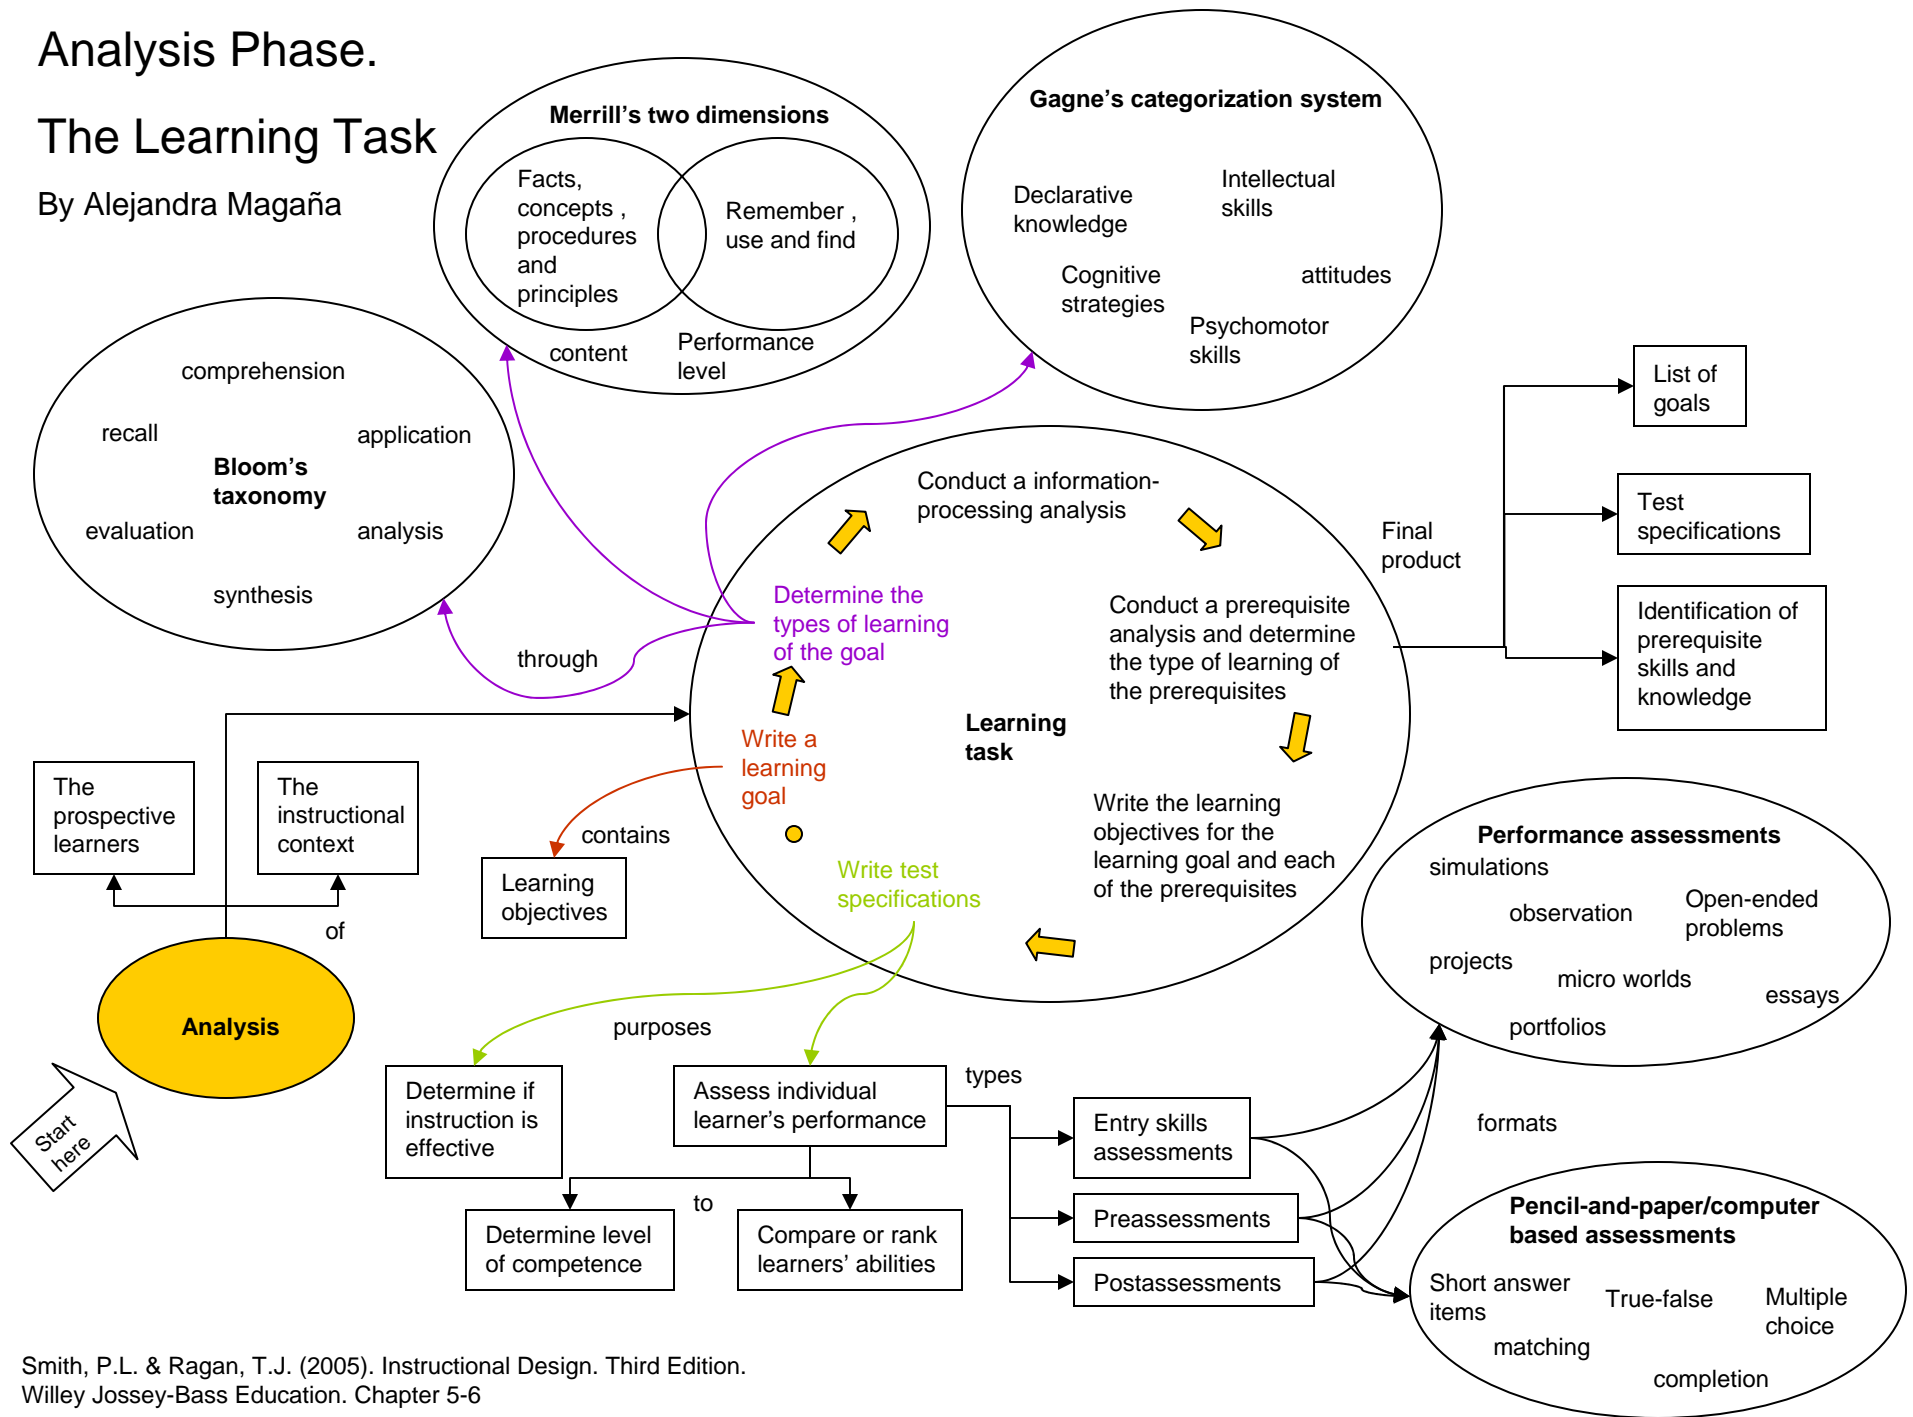 Analysis Phase.
The Learning Task
By Alejandra Magaña
Merrill's two dimensions
Facts,
concepts ,
procedures
and
principles
Remember ,
use and find
content
Performance
level
Gagne's categorization system
Declarative
knowledge
Intellectual
skills
Cognitive
strategies
attitudes
Psychomotor
skills
comprehension
recall
application
Bloom's
taxonomy
evaluation
analysis
synthesis
through
Conduct a information-
processing analysis
Determine the
types of learning
of the goal
Conduct a prerequisite
analysis and determine
the type of learning of
the prerequisites
Learning
task
Write a
learning
goal
Write the learning
objectives for the
learning goal and each
of the prerequisites
Write test
specifications
Final
product
List of
goals
Test
specifications
Identification of
prerequisite
skills and
knowledge
The
prospective
learners
The
instructional
context
of
contains
Learning
objectives
Analysis
Start
here
purposes
Determine if
instruction is
effective
Assess individual
learner's performance
types
to
Determine level
of competence
Compare or rank
learners' abilities
Entry skills
assessments
Preassessments
Postassessments
formats
Performance assessments
simulations
observation
Open-ended
problems
projects
micro worlds
essays
portfolios
Pencil-and-paper/computer
based assessments
Short answer
items
True-false
Multiple
choice
matching
completion
Smith, P.L. & Ragan, T.J. (2005). Instructional Design. Third Edition.
Willey Jossey-Bass Education. Chapter 5-6